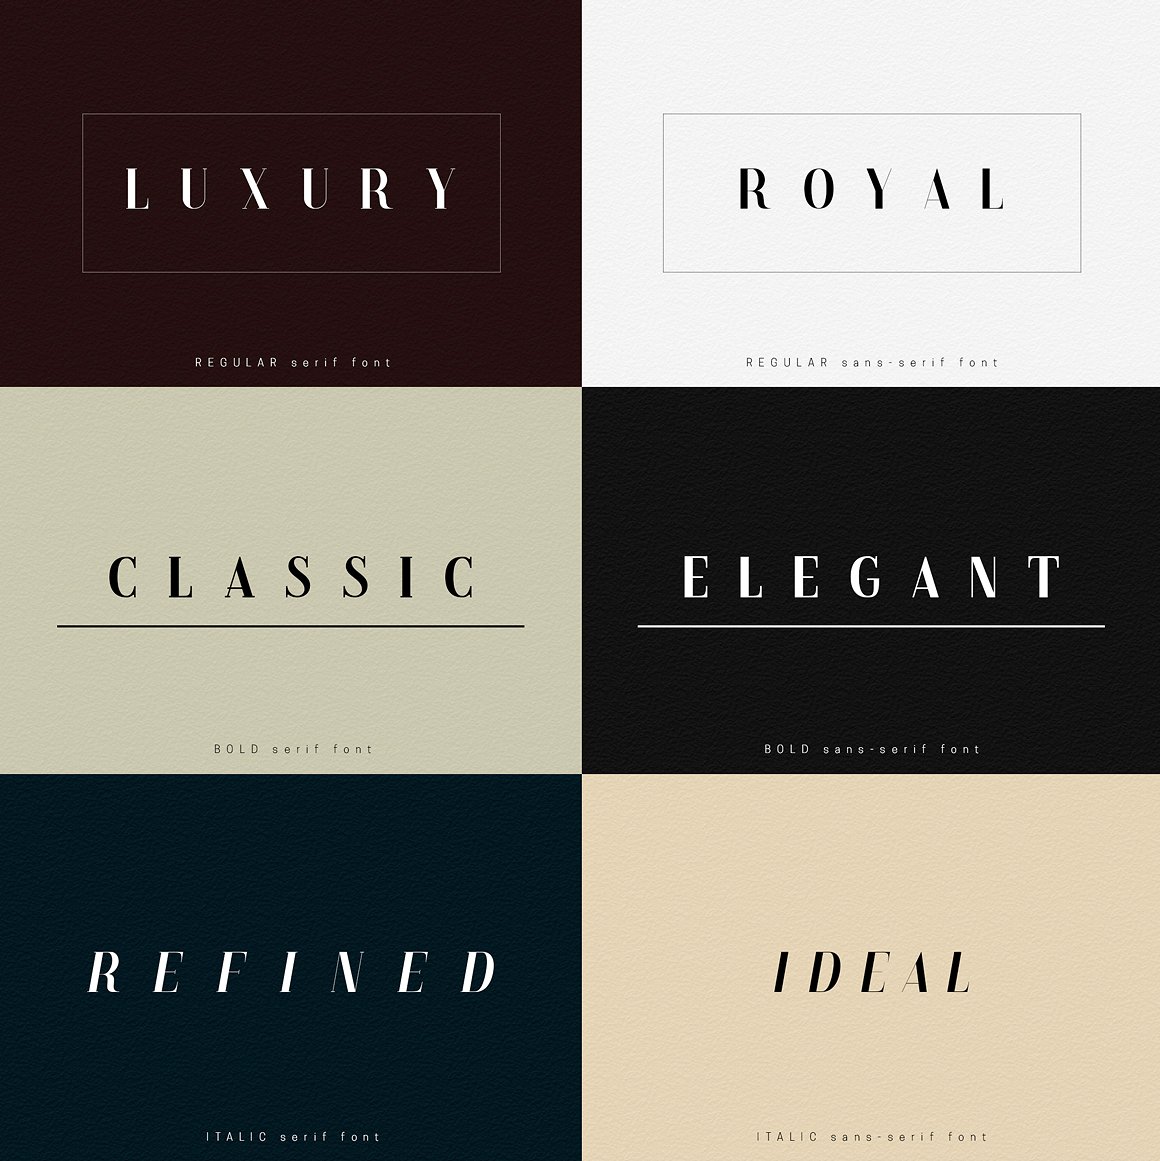 LUXURY
REGULAR serif font
ROYAL
REGULAR sans-serif font
CLASSIC
BOLD serif font
ELEGANT
BOLD sans-serif font
REFINED
ITALIC serif font
IDEAL
ITALIC sans-serif font